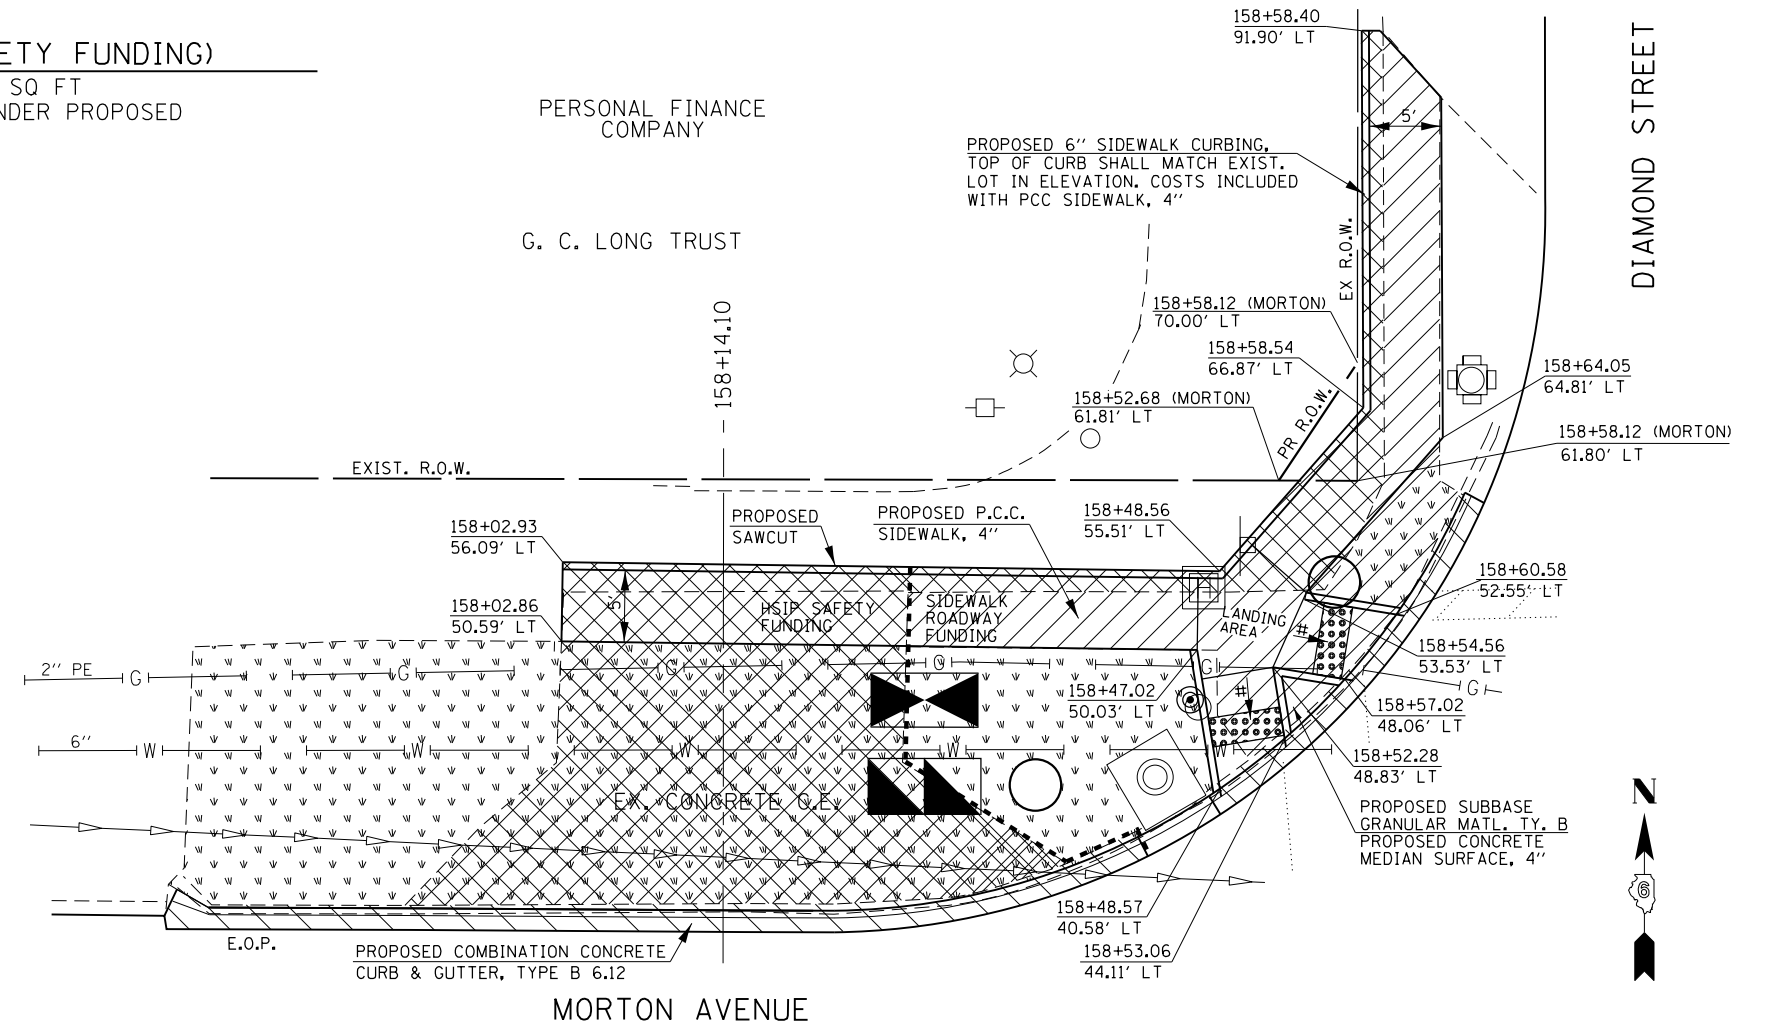 ETY FUNDING)
SQ FT
NDER PROPOSED
PERSONAL FINANCE
COMPANY
G. C. LONG TRUST
158+58.40
91.90' LT
DIAMOND STREET
5'
PROPOSED 6'' SIDEWALK CURBING,
TOP OF CURB SHALL MATCH EXIST.
LOT IN ELEVATION. COSTS INCLUDED
WITH PCC SIDEWALK, 4''
EX R.O.W.
158+58.12 (MORTON)
70.00' LT
158+58.54
66.87' LT
158+14.10
158+52.68 (MORTON)
61.81' LT
PR R.O.W.
158+64.05
64.81' LT
158+58.12 (MORTON)
61.80' LT
EXIST. R.O.W.
158+02.93
56.09' LT
PROPOSED
SAWCUT
PROPOSED P.C.C.
SIDEWALK, 4''
158+48.56
55.51' LT
158+60.58
52.55' LT
158+02.86
50.59' LT
5'
HSIP SAFETY
FUNDING
SIDEWALK
ROADWAY
FUNDING
LANDING
AREA
#
158+54.56
53.53' LT
2'' PE
G
G
G
G
G
G
158+47.02
50.03' LT
#
158+57.02
48.06' LT
6''
W
W
W
W
W
158+52.28
48.83' LT
EX. CONCRETE C.E.
PROPOSED SUBBASE
GRANULAR MATL. TY. B
PROPOSED CONCRETE
MEDIAN SURFACE, 4''
N
6
158+48.57
40.58' LT
158+53.06
44.11' LT
E.O.P.
PROPOSED COMBINATION CONCRETE
CURB & GUTTER, TYPE B 6.12
MORTON AVENUE